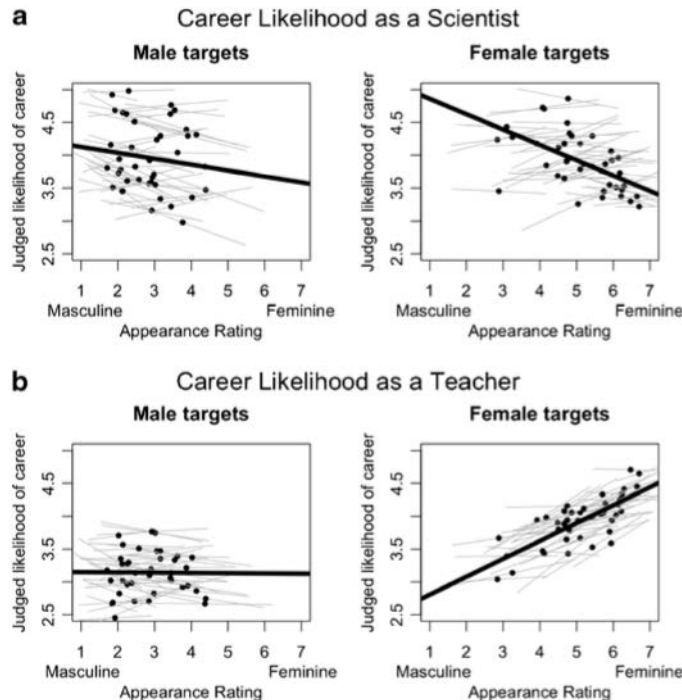 a
Career Likelihood as a Scientist
Male targets
Female targets
Judged likelihood of career
4.5
3.5
2.5
1 2 3 4 5 6 7
Masculine Feminine
Appearance Rating
Judged likelihood of career
4.5
3.5
2.5
1 2 3 4 5 6 7
Masculine Feminine
Appearance Rating
b
Career Likelihood as a Teacher
Male targets
Female targets
Judged likelihood of career
4.5
3.5
2.5
1 2 3 4 5 6 7
Masculine Feminine
Appearance Rating
Judged likelihood of career
4.5
3.5
2.5
1 2 3 4 5 6 7
Masculine Feminine
Appearance Rating